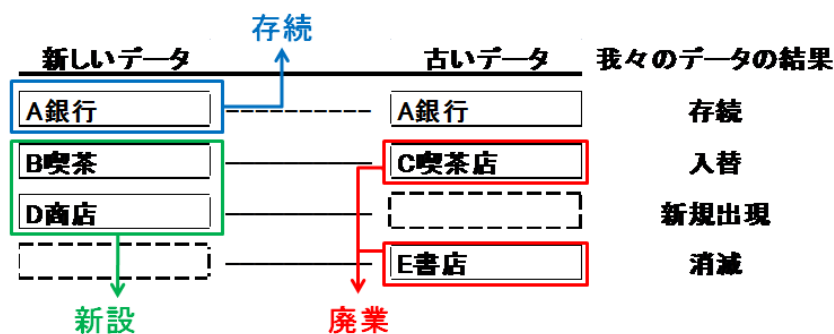 存続
新しいデータ 古いデータ 我々のデータの結果
A銀行 A銀行 存続
B喫茶 C喫茶店 入替
D商店 新規出現
E書店 消滅
新設 廃業